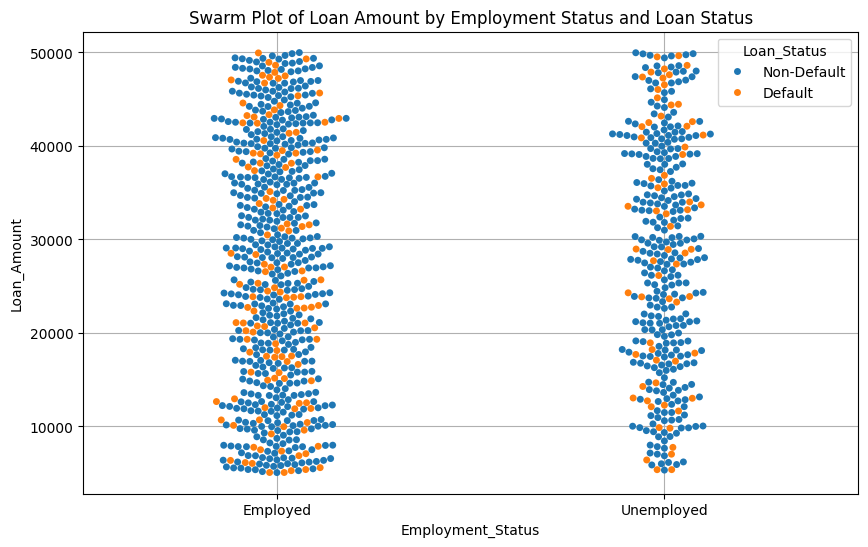 Swarm Plot of Loan Amount by Employment Status and Loan Status
Loan_Status
Non-Default
Default
50000
40000
30000
20000
10000
Loan_Amount
Employed
Unemployed
Employment_Status